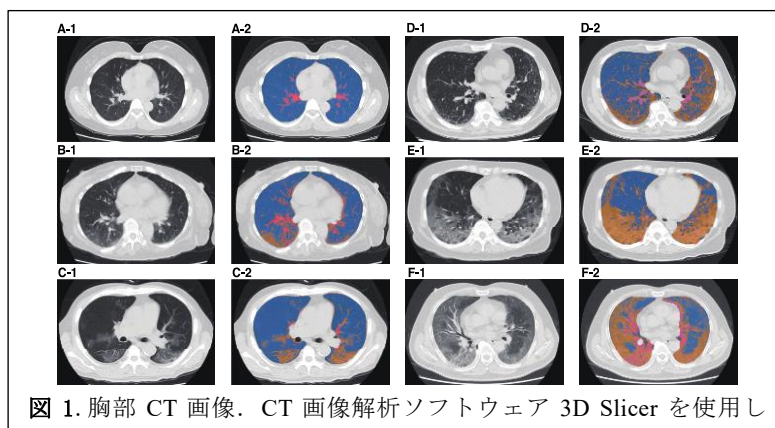 A-1 A-2 D-1 D-2
B-1 B-2 E-1 E-2
C-1 C-2 F-1 F-2
図 1. 胸部 CT 画像. CT 画像解析ソフトウェア 3D Slicer を使用し